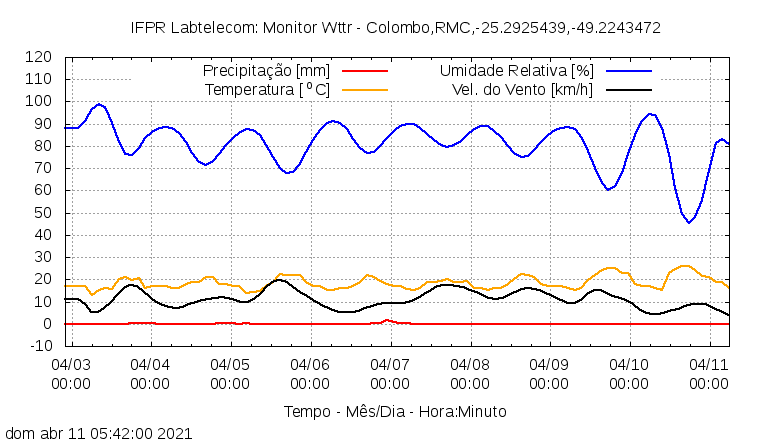 IFPR Labtelecom: Monitor Wttr - Colombo,RMC,-25.2925439,-49.2243472
Precipitação [mm] Umidade Relativa [%]
Temperatura [⁰C] Vel. do Vento [km/h]
120
110
100
90
80
70
60
50
40
30
20
10
0
-10
04/03 04/04 04/05 04/06 04/07 04/08 04/09 04/10 04/11
00:00 00:00 00:00 00:00 00:00 00:00 00:00 00:00 00:00
Tempo - Mês/Dia - Hora:Minuto
dom abr 11 05:42:00 2021